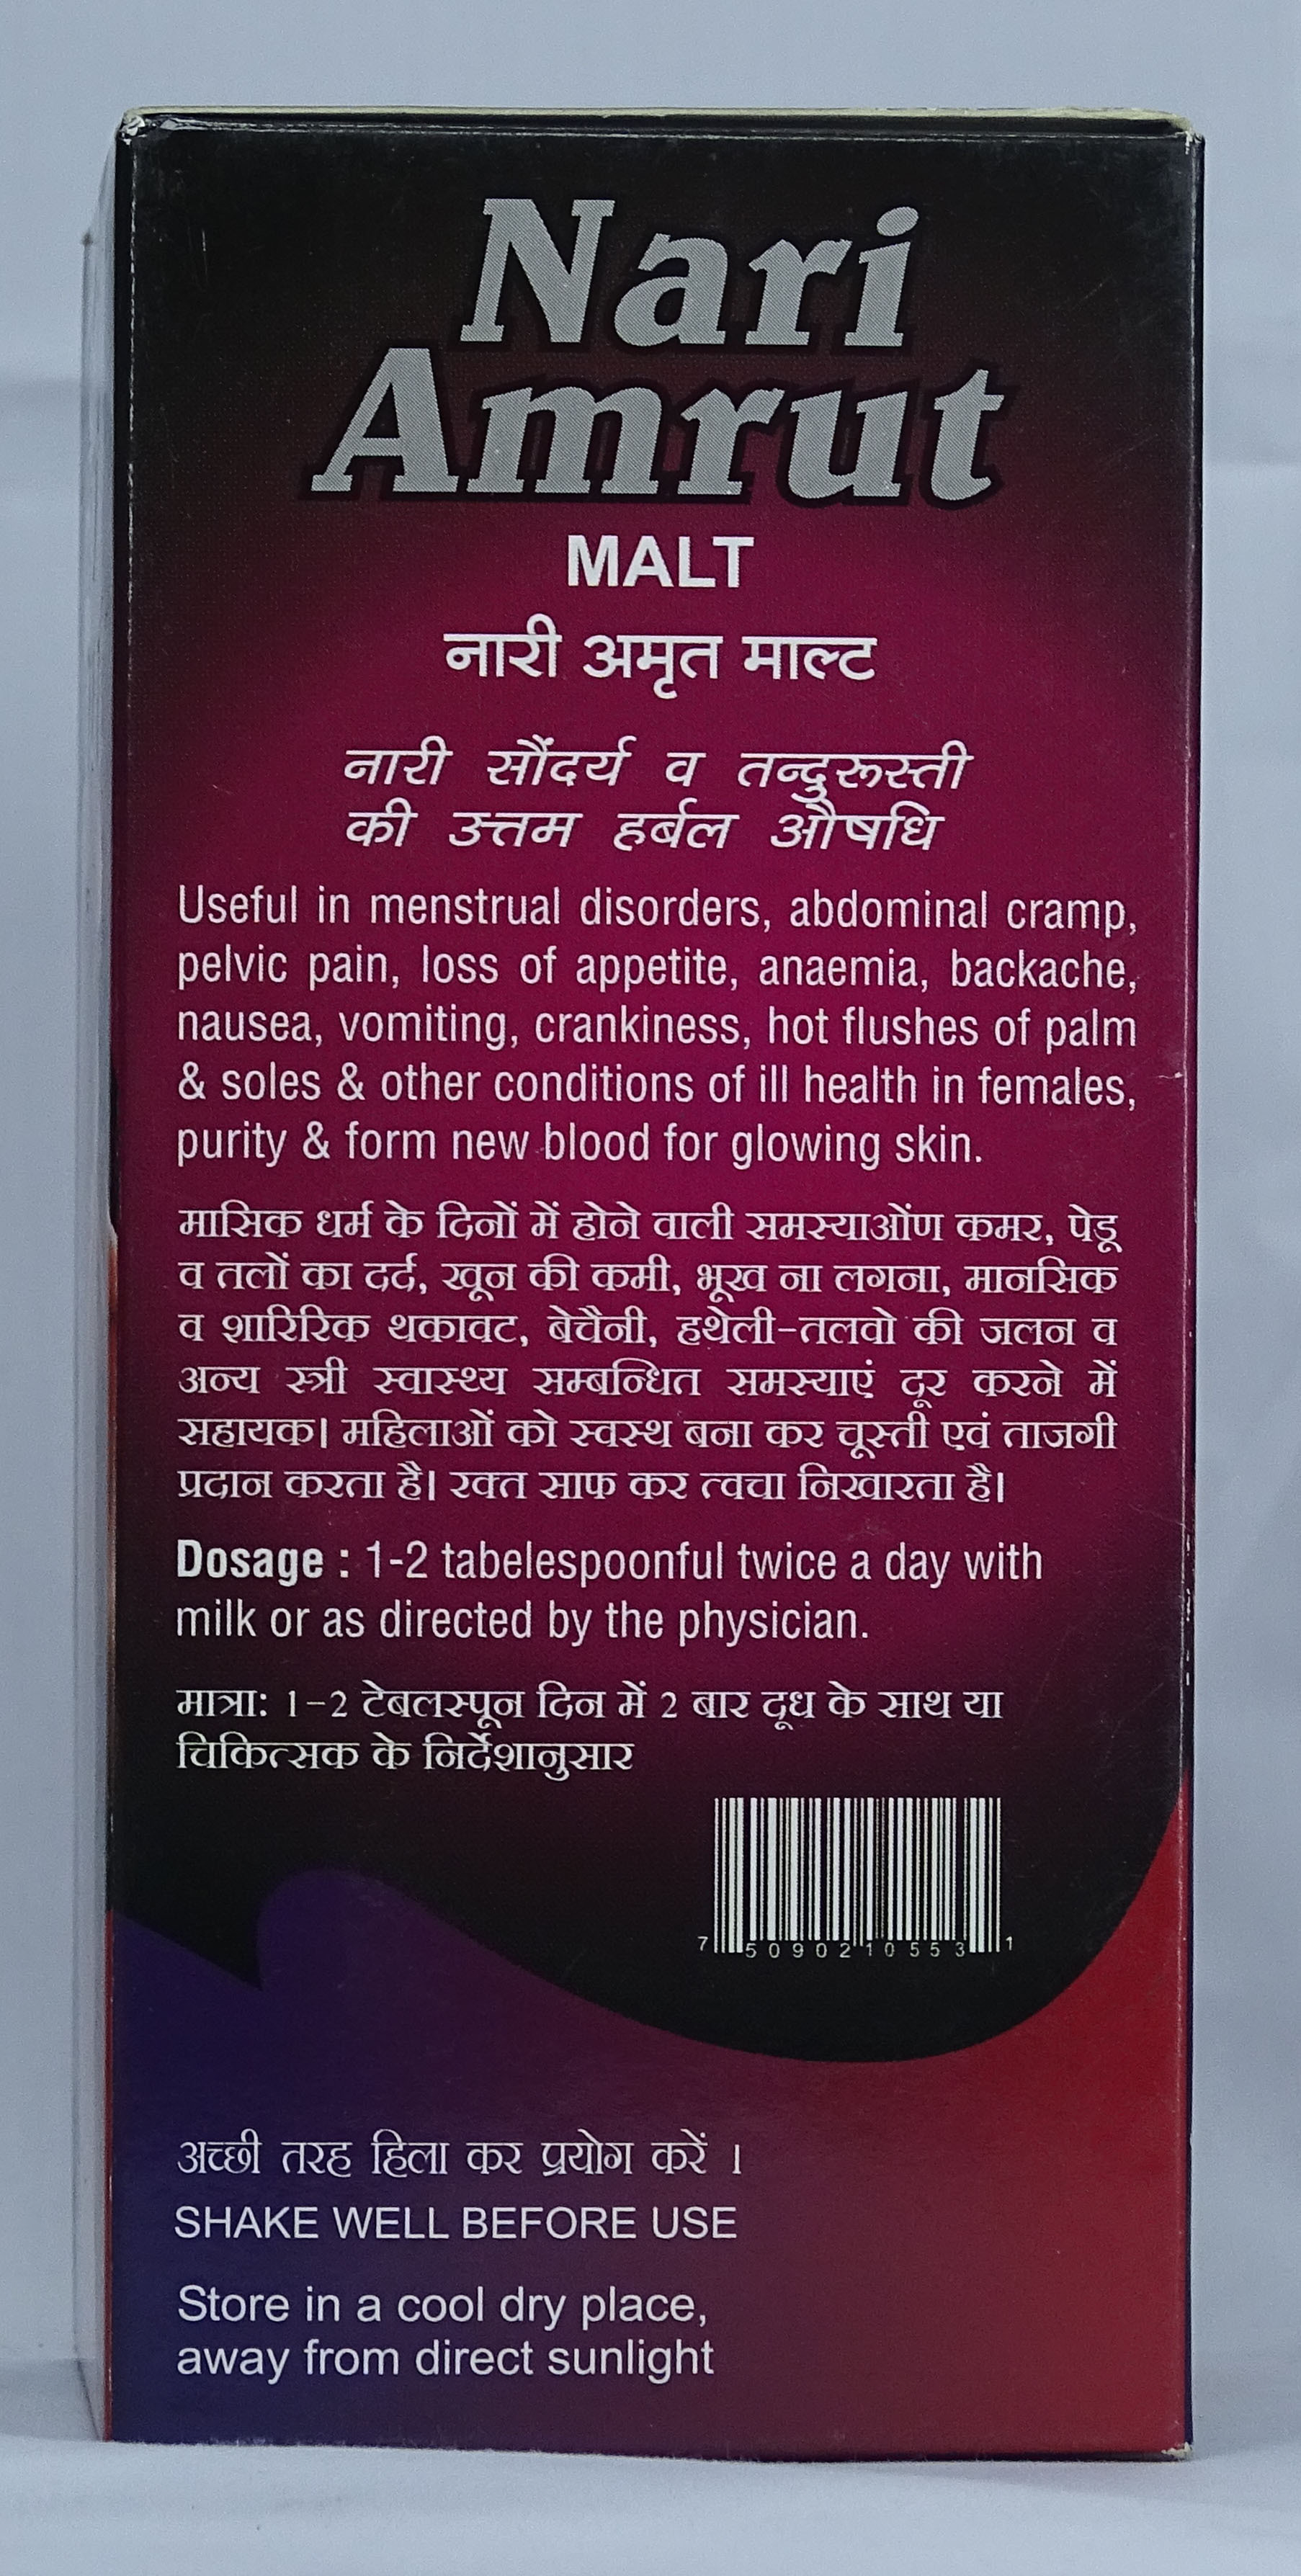 Nari
Amrut
MALT
नारी अमृत माल्ट
नारी सौंदर्य व तन्दुरूस्ती
की उत्तम हर्बल औषधि
Useful in menstrual disorders, abdominal cramp,
pelvic pain, loss of appetite, anaemia, backache,
nausea, vomiting, crankiness, hot flushes of palm
& soles & other conditions of ill health in females,
purity & form new blood for glowing skin.
मासिक धर्म के दिनों में होने वाली समस्याओंण कमर, पेडू
व तलों का दर्द, खून की कमी, भूख ना लगना, मानसिक
व शारिरिक थकावट, बेचैनी, हथेली-तलवो की जलन व
अन्य स्त्री स्वास्थ्य सम्बन्धित समस्याएं दूर करने में
सहायक। महिलाओं को स्वस्थ बना कर चूस्ती एवं ताजगी
प्रदान करता है। रक्त साफ कर त्वचा निखारता है।
Dosage : 1-2 tabelespoonful twice a day with
milk or as directed by the physician.
मात्रा: 1-2 टेबलस्पून दिन में 2 बार दूध के साथ या
चिकित्सक के निर्देशानुसार
7 50902 10553 1
अच्छी तरह हिला कर प्रयोग करें ।
SHAKE WELL BEFORE USE
Store in a cool dry place,
away from direct sunlight